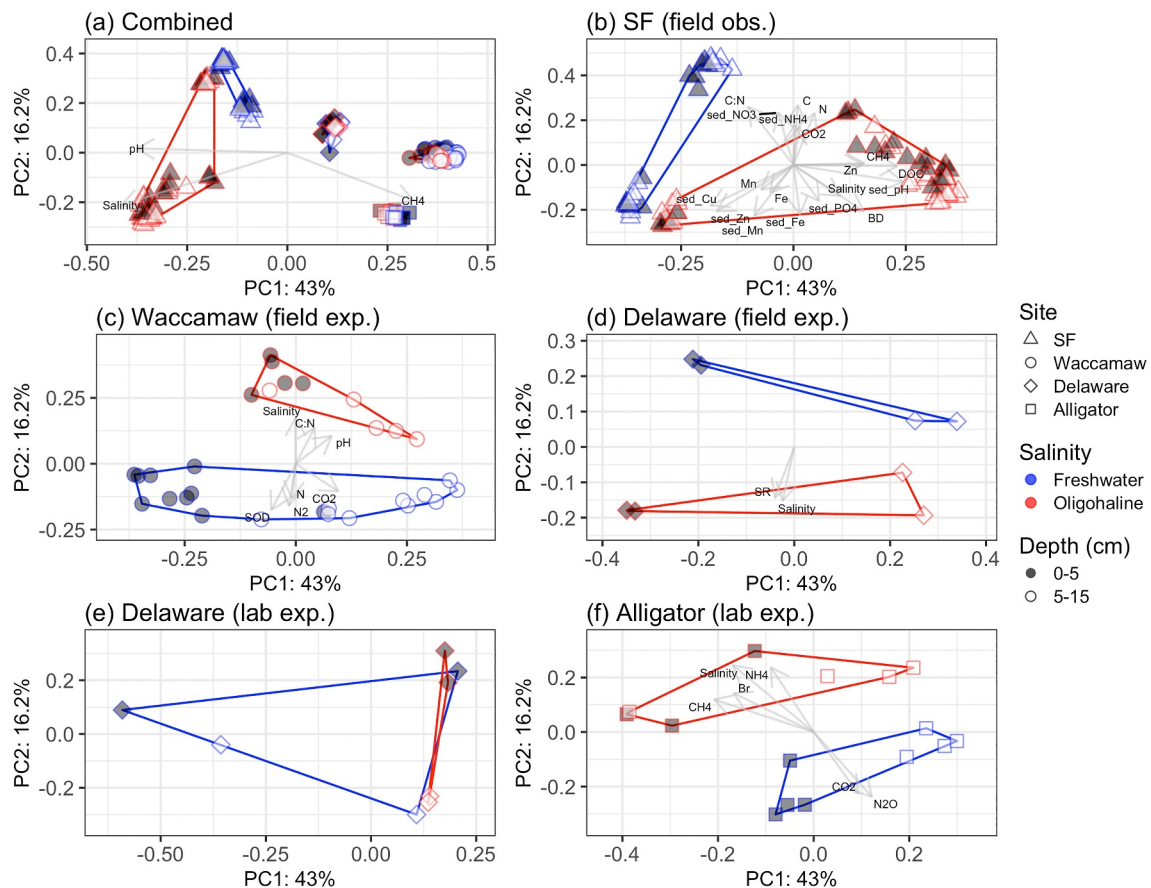 (a) Combined
PC2: 16.2%
0.4
0.2
0.0
-0.2
pH
Salinity
CH4
-0.50
-0.25
0.00
0.25
0.5
PC1: 43%
(b) SF (field obs.)
PC2: 16.2%
0.4
0.2
0.0
-0.2
C:N
C
N
sed_NO3
sed_NH4
CO2
CH4
Zn
DOC
Mn
Salinity
sed_pH
sed_Cu
Fe
sed_PO4
sed_Zn
sed_Fe
BD
sed_Mn
-0.25
0.00
0.25
PC1: 43%
(c) Waccamaw (field exp.)
PC2: 16.2%
0.25
0.00
-0.25
Salinity
C:N
pH
N
CO2
SOD
N2
-0.25
0.00
0.25
PC1: 43%
(d) Delaware (field exp.)
PC2: 16.2%
0.3
0.2
0.1
0.0
-0.1
-0.2
SR
Salinity
-0.4
-0.2
0.0
0.2
0.4
PC1: 43%
(e) Delaware (lab exp.)
PC2: 16.2%
0.2
0.0
-0.2
-0.50
-0.25
0.00
0.25
PC1: 43%
(f) Alligator (lab exp.)
PC2: 16.2%
0.2
0.0
-0.2
Salinity
NH4
Br
CH4
CO2
N2O
-0.4
-0.2
0.0
0.2
PC1: 43%
Site
SF
Waccamaw
Delaware
Alligator
Salinity
Freshwater
Oligohaline
Depth (cm)
0-5
5-15